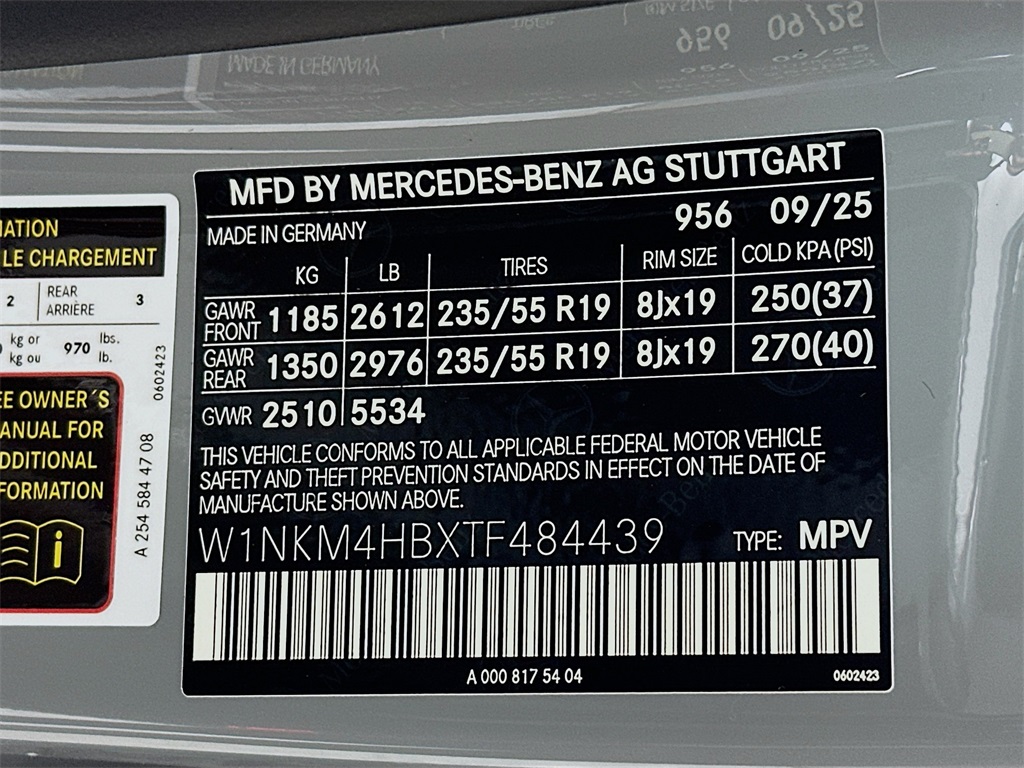 MFD BY MERCEDES-BENZ AG STUTTGART
MADE IN GERMANY 956 09/25
KG LB TIRES RIM SIZE COLD KPA (PSI)
GAWR FRONT 1185 2612 235/55 R19 8Jx19 250(37)
GAWR REAR 1350 2976 235/55 R19 8Jx19 270(40)
GVWR 2510 5534
THIS VEHICLE CONFORMS TO ALL APPLICABLE FEDERAL MOTOR VEHICLE
SAFETY AND THEFT PREVENTION STANDARDS IN EFFECT ON THE DATE OF
MANUFACTURE SHOWN ABOVE.
W1NKM4HBXTF484439 TYPE: MPV
A 000 817 54 04 0602423
LE CHARGEMENT
2 REAR ARRIÈRE 3
kg or kg ou 970 lbs. lb.
OWNER´S
FOR
A 254 584 47 08 0602423